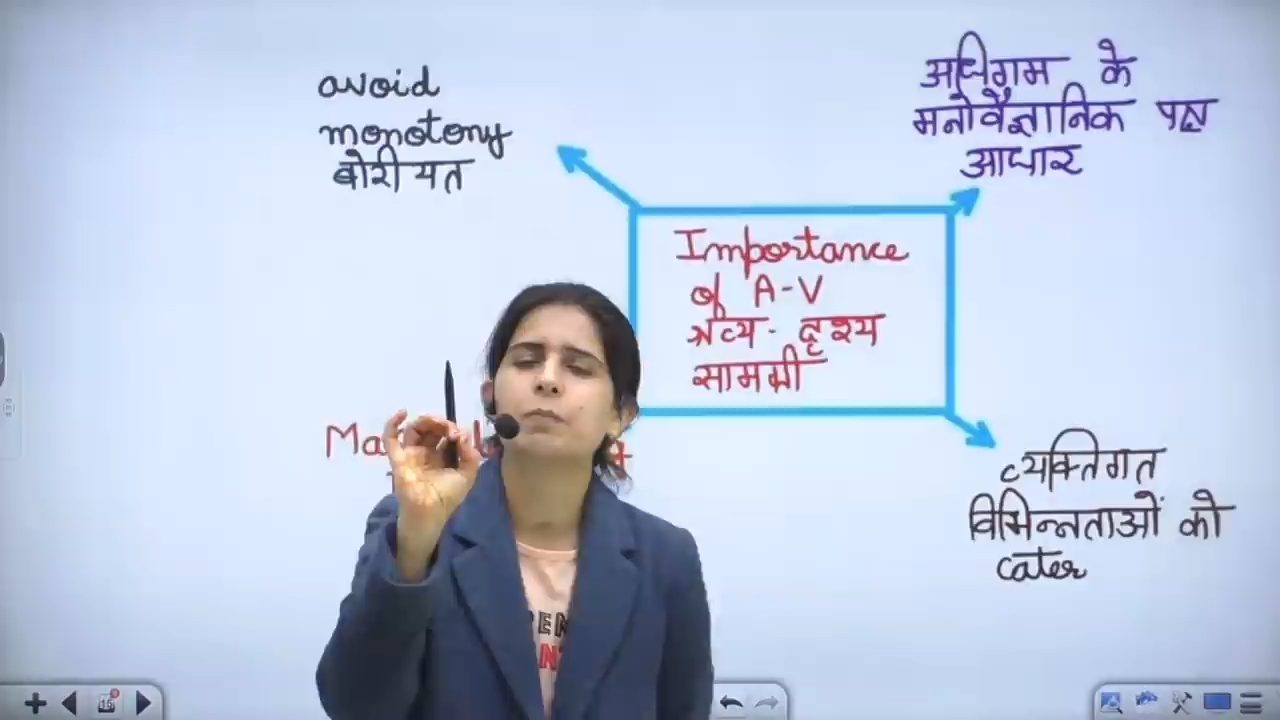 avoid
monotony
बोरीयत
अधिगम के
मनोवैज्ञानिक पक्ष
आधार
Importance
of A-V
श्रव्य - दृश्य
सामग्री
व्यक्तिगत
विभिन्नताओं को
cater